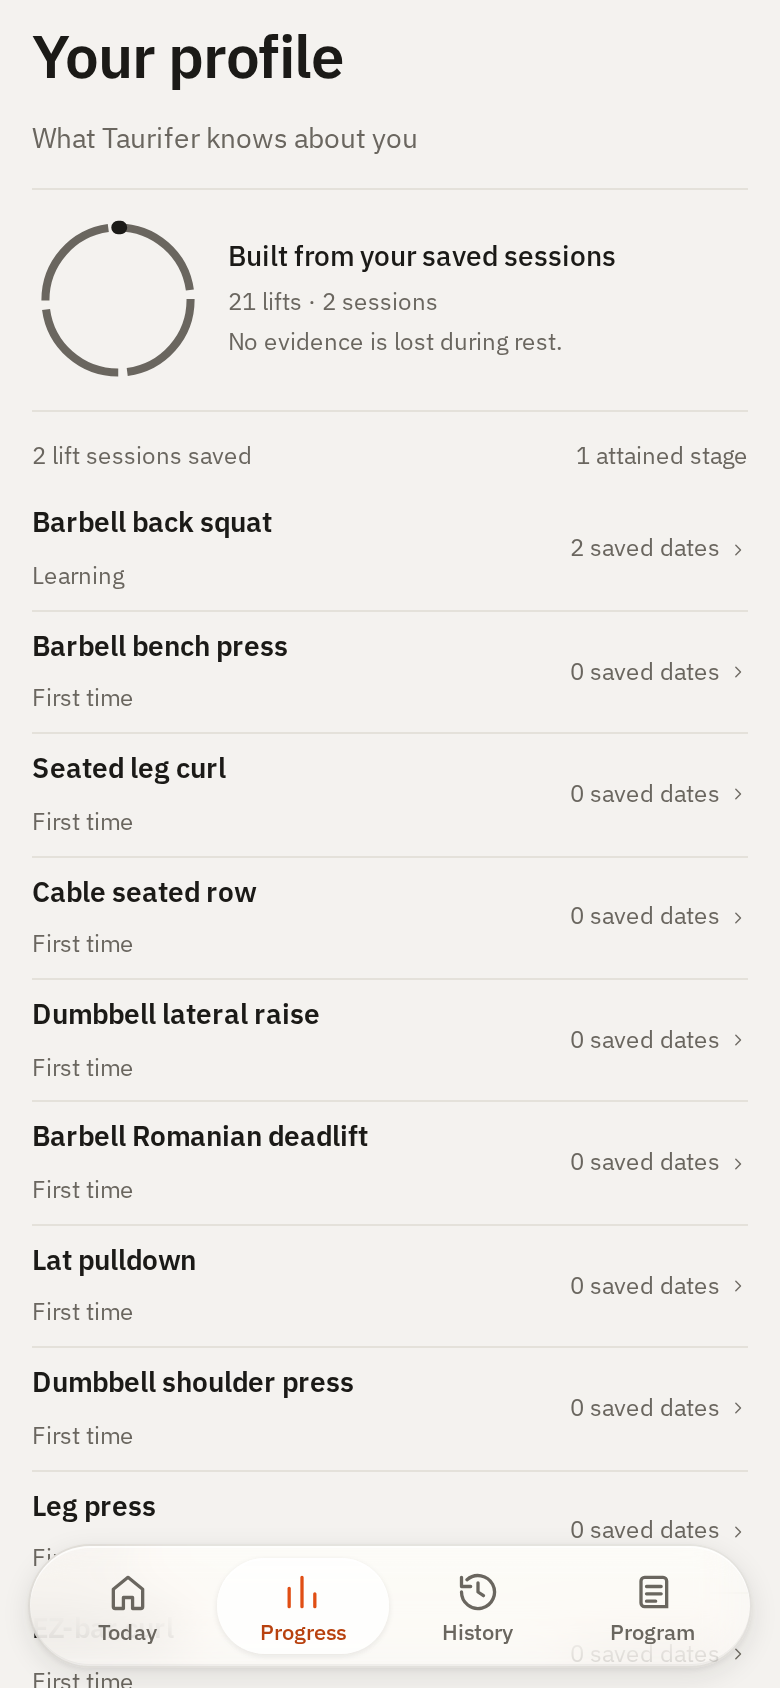 Your profile
What Taurifer knows about you
Built from your saved sessions
21 lifts · 2 sessions
No evidence is lost during rest.
2 lift sessions saved
1 attained stage
Barbell back squat
2 saved dates
Learning
Barbell bench press
0 saved dates
First time
Seated leg curl
0 saved dates
First time
Cable seated row
0 saved dates
First time
Dumbbell lateral raise
0 saved dates
First time
Barbell Romanian deadlift
0 saved dates
First time
Lat pulldown
0 saved dates
First time
Dumbbell shoulder press
0 saved dates
First time
Leg press
0 saved dates
Today
Progress
History
Program
0 saved dates
First time